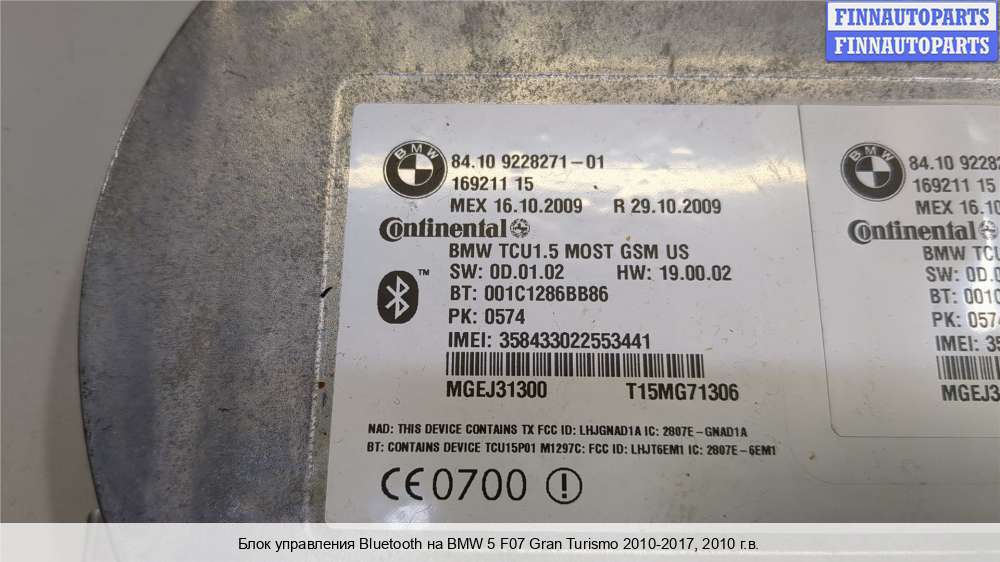 FINNAUTOPARTS
FINNAUTOPARTS
BMW
84.10 9228271-01
169211 15
MEX 16.10.2009 R 29.10.2009
Continental
BMW TCU1.5 MOST GSM US
SW: 0D.01.02 HW: 19.00.02
BT: 001C1286BB86
PK: 0574
IMEI: 358433022553441
MGEJ31300 T15MG71306
NAD: THIS DEVICE CONTAINS TX FCC ID: LHJGNAD1A IC: 2807E-GNAD1A
BT: CONTAINS DEVICE TCU15P01 M1297C: FCC ID: LHJT6EM1 IC: 2807E-6EM1
CE0700
BMW
84.10 92282
169211 15
MEX 16.10
Continental
BMW TCU
SW: 0D.0
BT: 001C
PK: 0574
IMEI: 35
MGEJ3
Блок управления Bluetooth на BMW 5 F07 Gran Turismo 2010-2017, 2010 г.в.